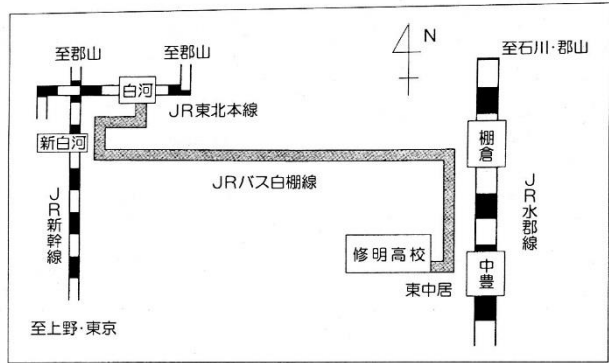 至郡山
至郡山
N
至石川・郡山
白河
JR東北本線
新白河
棚倉
JRバス白棚線
JR新幹線
JR水郡線
修明高校
中豊
東中居
至上野・東京